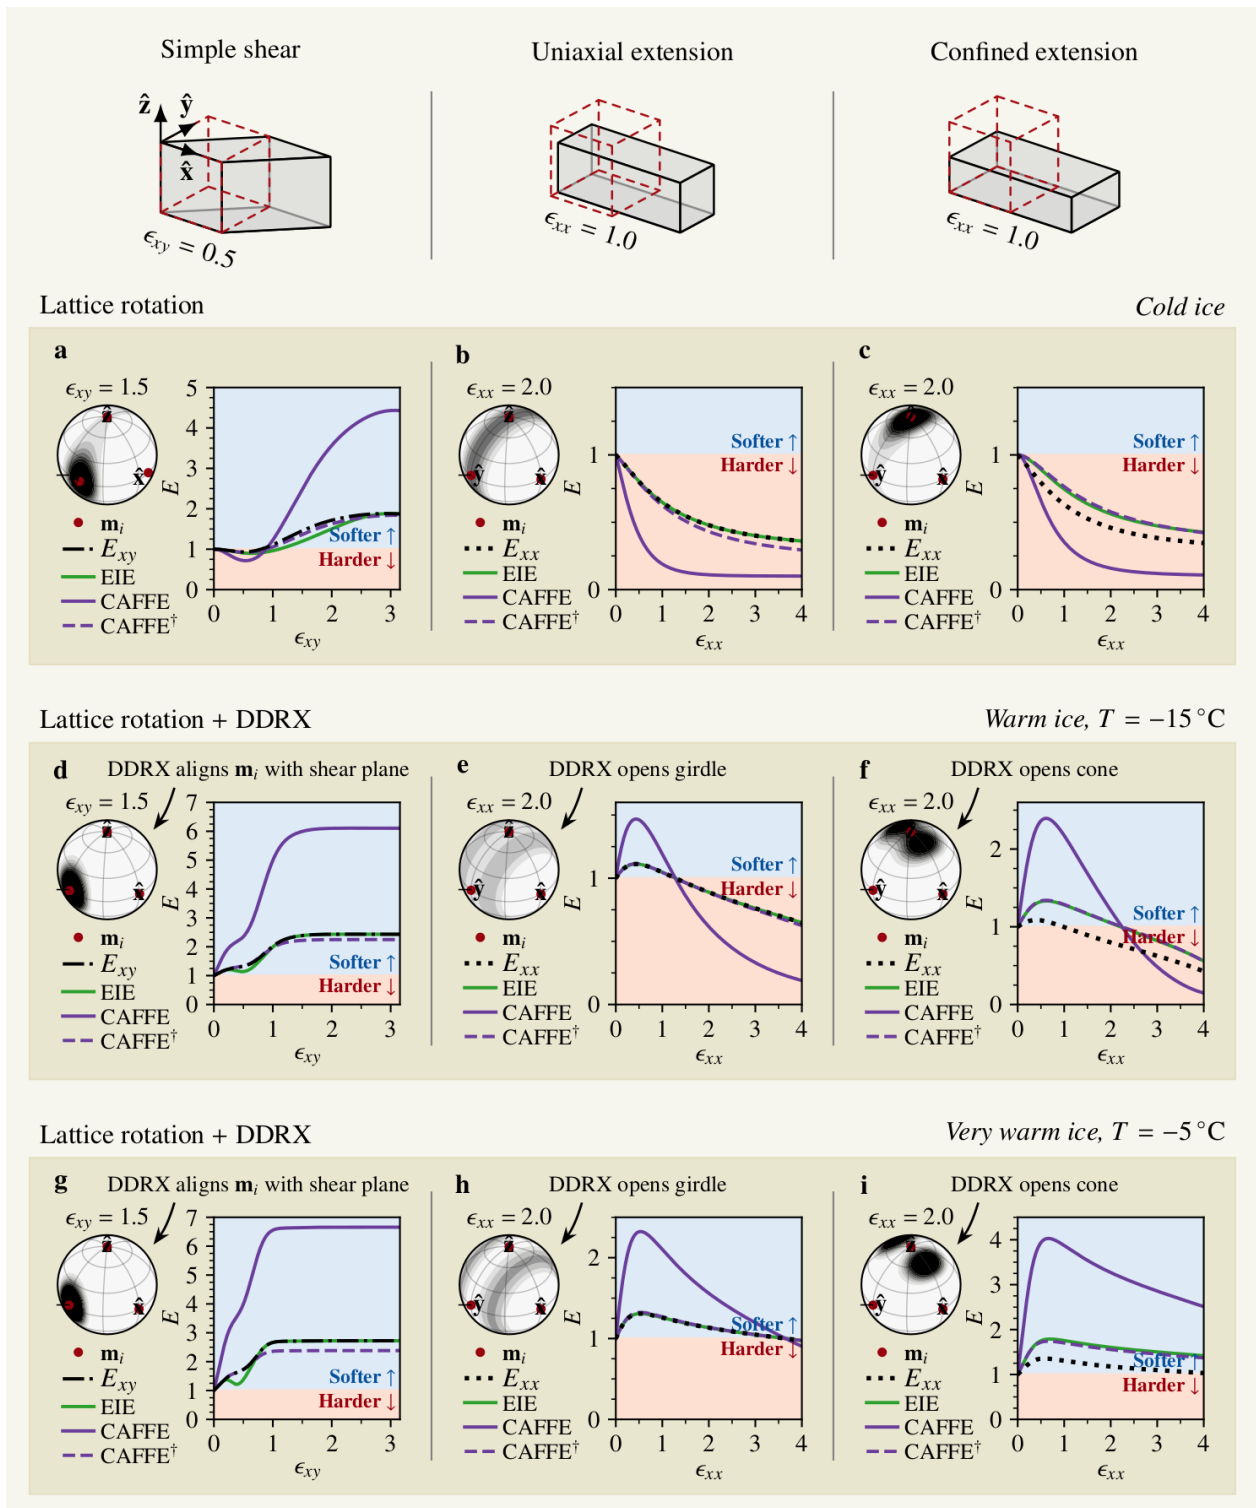 Simple shear
Uniaxial extension
Confined extension
ẑ
ŷ
x̂
ϵxy = 0.5
ϵxx = 1.0
ϵxx = 1.0
Lattice rotation
Cold ice
a
ϵxy = 1.5
ẑ
x̂
mi
Exy
EIE
CAFFE
CAFFE†
E
5
4
3
2
1
0
Softer ↑
Harder ↓
0 1 2 3
ϵxy
b
ϵxx = 2.0
ẑ
ŷ
x̂
mi
Exx
EIE
CAFFE
CAFFE†
E
1
0
Softer ↑
Harder ↓
0 1 2 3 4
ϵxx
c
ϵxx = 2.0
ẑ
ŷ
x̂
mi
Exx
EIE
CAFFE
CAFFE†
E
1
0
Softer ↑
Harder ↓
0 1 2 3 4
ϵxx
Lattice rotation + DDRX
Warm ice, T = −15 °C
d
DDRX aligns mi with shear plane
ϵxy = 1.5
ẑ
x̂
mi
Exy
EIE
CAFFE
CAFFE†
E
7
6
5
4
3
2
1
0
Softer ↑
Harder ↓
0 1 2 3
ϵxy
e
DDRX opens girdle
ϵxx = 2.0
ẑ
ŷ
x̂
mi
Exx
EIE
CAFFE
CAFFE†
E
1
0
Softer ↑
Harder ↓
0 1 2 3 4
ϵxx
f
DDRX opens cone
ϵxx = 2.0
ẑ
ŷ
x̂
mi
Exx
EIE
CAFFE
CAFFE†
E
2
1
0
Softer ↑
Harder ↓
0 1 2 3 4
ϵxx
Lattice rotation + DDRX
Very warm ice, T = −5 °C
g
DDRX aligns mi with shear plane
ϵxy = 1.5
ẑ
x̂
mi
Exy
EIE
CAFFE
CAFFE†
E
7
6
5
4
3
2
1
0
Softer ↑
Harder ↓
0 1 2 3
ϵxy
h
DDRX opens girdle
ϵxx = 2.0
ẑ
ŷ
x̂
mi
Exx
EIE
CAFFE
CAFFE†
E
2
1
0
Softer ↑
Harder ↓
0 1 2 3 4
ϵxx
i
DDRX opens cone
ϵxx = 2.0
ẑ
ŷ
x̂
mi
Exx
EIE
CAFFE
CAFFE†
E
4
3
2
1
0
Softer ↑
Harder ↓
0 1 2 3 4
ϵxx